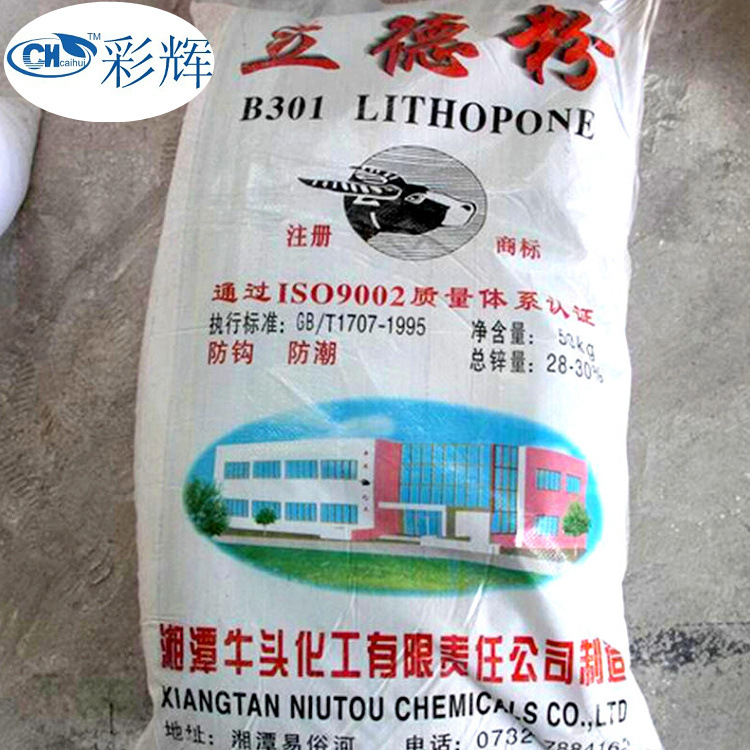 CH caihui™ 彩辉
立德粉
B301 LITHOPONE
注册 商标
通过ISO9002质量体系认证
执行标准：GB/T1707-1995 净含量：50kg
防钩 防潮 总锌量：28-30%
湘潭牛头化工有限责任公司制造
XIANGTAN NIUTOU CHEMICALS CO.,LTD
地址：湘潭易俗河 电话：0732